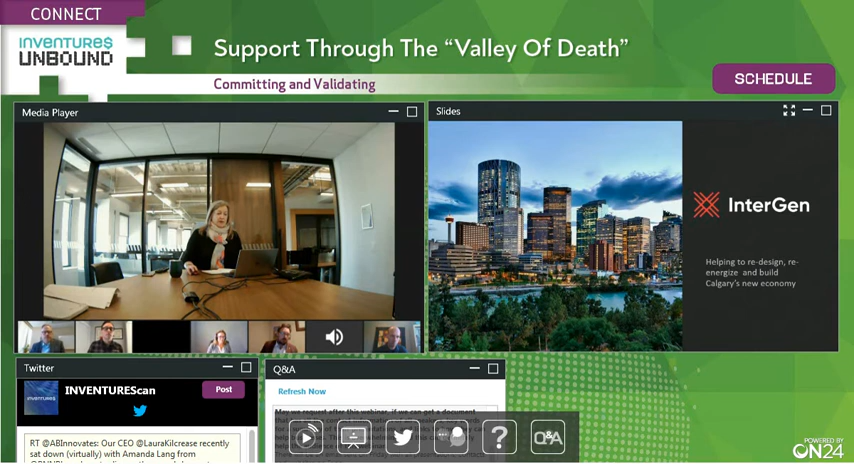 CONNECT
INVENTURE$
UNBOUND
Support Through The “Valley Of Death”
Committing and Validating
SCHEDULE
Media Player
Slides
InterGen
Helping to re-design, re-
energize and build
Calgary's new economy
Twitter
INVENTUREScan
Post
RT @ABInnovates: Our CEO @LauraKilcrease recently
sat down (virtually) with Amanda Lang from
Q&A
Refresh Now
May we request after this webinar, if we can get a document
?
Q&A
POWERED BY
ON24